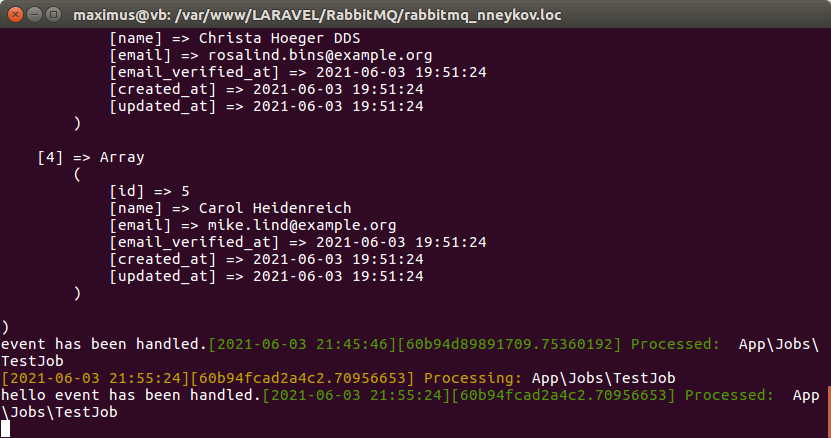 maximus@vb: /var/www/LARAVEL/RabbitMQ/rabbitmq_nneykov.loc
[name] => Christa Hoeger DDS
[email] => rosalind.bins@example.org
[email_verified_at] => 2021-06-03 19:51:24
[created_at] => 2021-06-03 19:51:24
[updated_at] => 2021-06-03 19:51:24
)
[4] => Array
(
[id] => 5
[name] => Carol Heidenreich
[email] => mike.lind@example.org
[email_verified_at] => 2021-06-03 19:51:24
[created_at] => 2021-06-03 19:51:24
[updated_at] => 2021-06-03 19:51:24
)
)
event has been handled.[2021-06-03 21:45:46][60b94d89891709.75360192] Processed:  App\Jobs\
TestJob
[2021-06-03 21:55:24][60b94fcad2a4c2.70956653] Processing: App\Jobs\TestJob
hello event has been handled.[2021-06-03 21:55:24][60b94fcad2a4c2.70956653] Processed:  App
\Jobs\TestJob